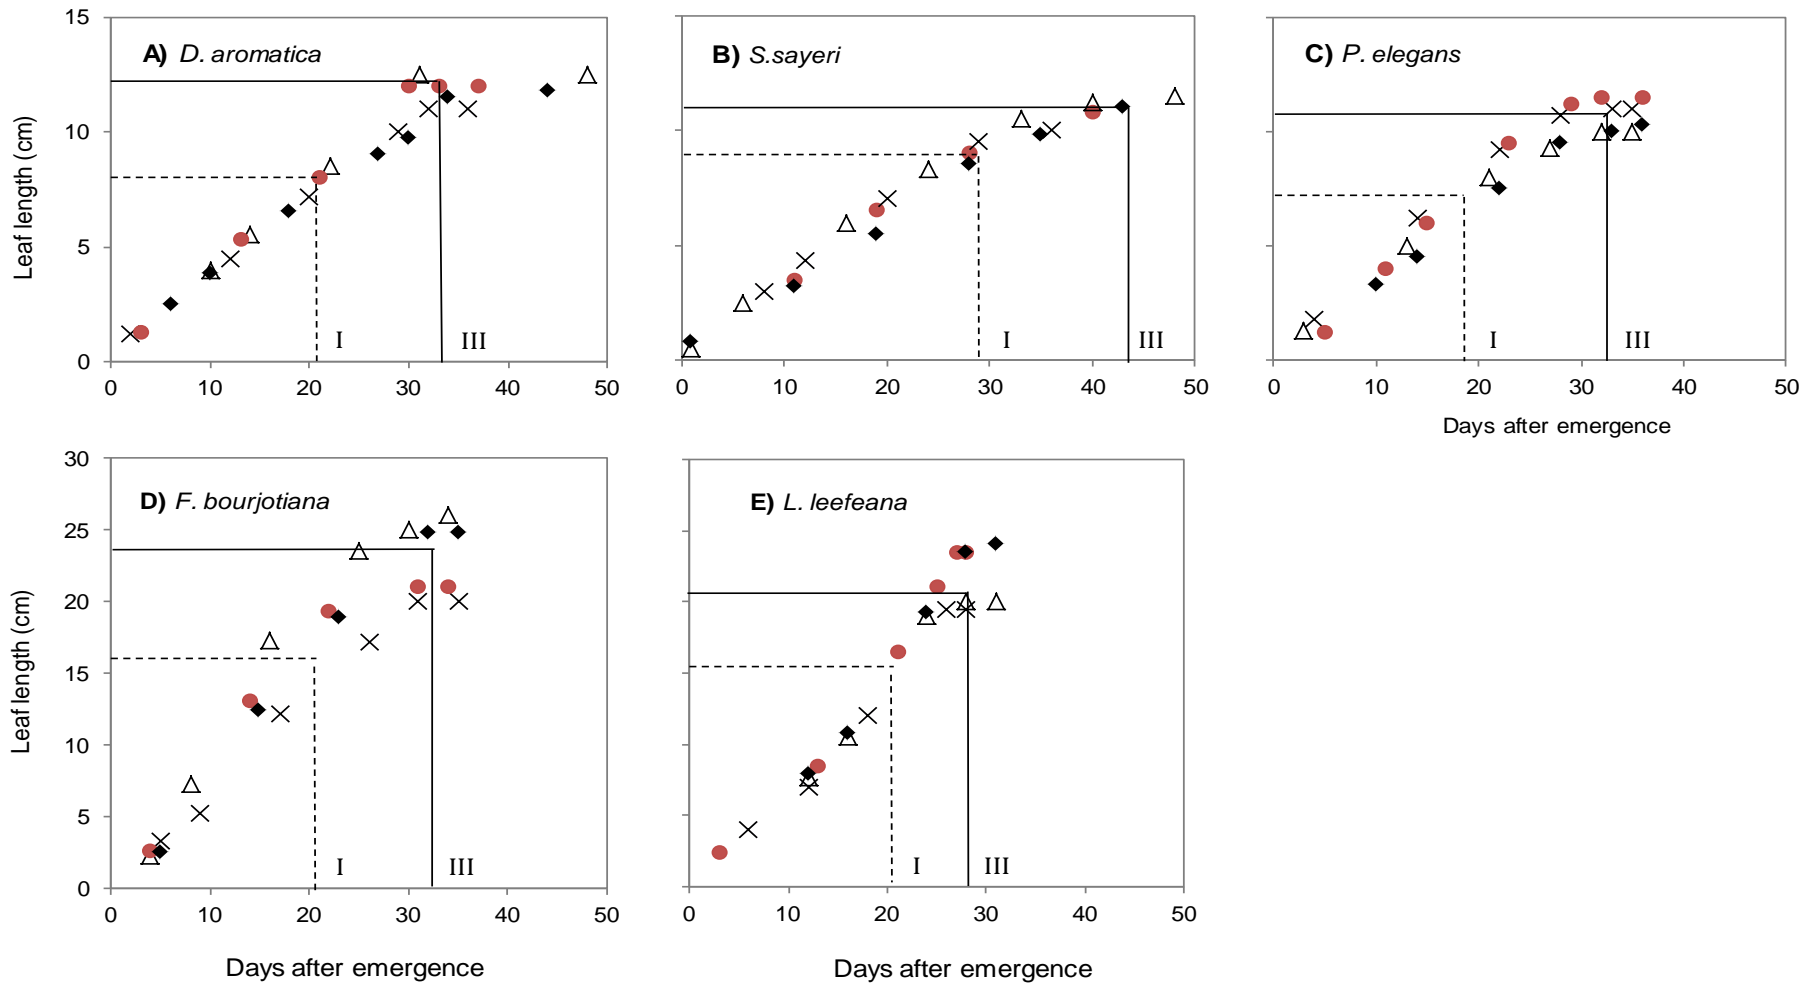 15
10
5
0
Leaf length (cm)
A) D. aromatica
I
III
0 10 20 30 40 50
B) S.sayeri
I
III
0 10 20 30 40 50
C) P. elegans
I
III
0 10 20 30 40 50
Days after emergence
30
25
20
15
10
5
0
Leaf length (cm)
D) F. bourjotiana
I
III
0 10 20 30 40 50
Days after emergence
E) L. leefeana
I
III
0 10 20 30 40 50
Days after emergence